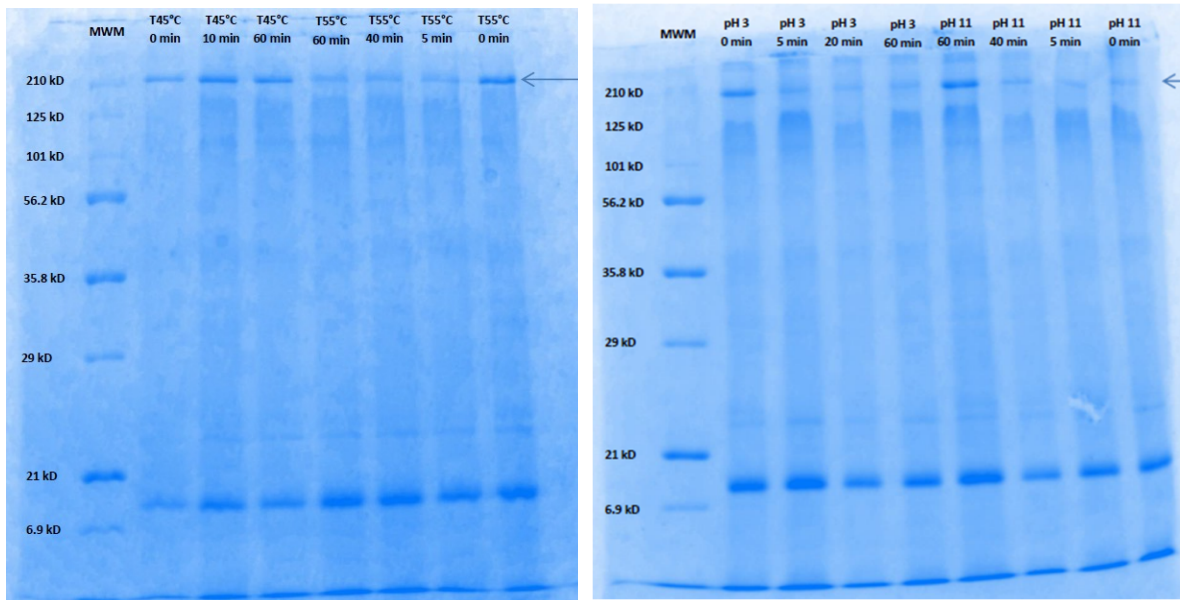 MWM
T45°C
0 min
T45°C
10 min
T45°C
60 min
T55°C
60 min
T55°C
40 min
T55°C
5 min
T55°C
0 min
210 kD
125 kD
101 kD
56.2 kD
35.8 kD
29 kD
21 kD
6.9 kD
MWM
pH 3
0 min
pH 3
5 min
pH 3
20 min
pH 3
60 min
pH 11
60 min
pH 11
40 min
pH 11
5 min
pH 11
0 min
210 kD
125 kD
101 kD
56.2 kD
35.8 kD
29 kD
21 kD
6.9 kD